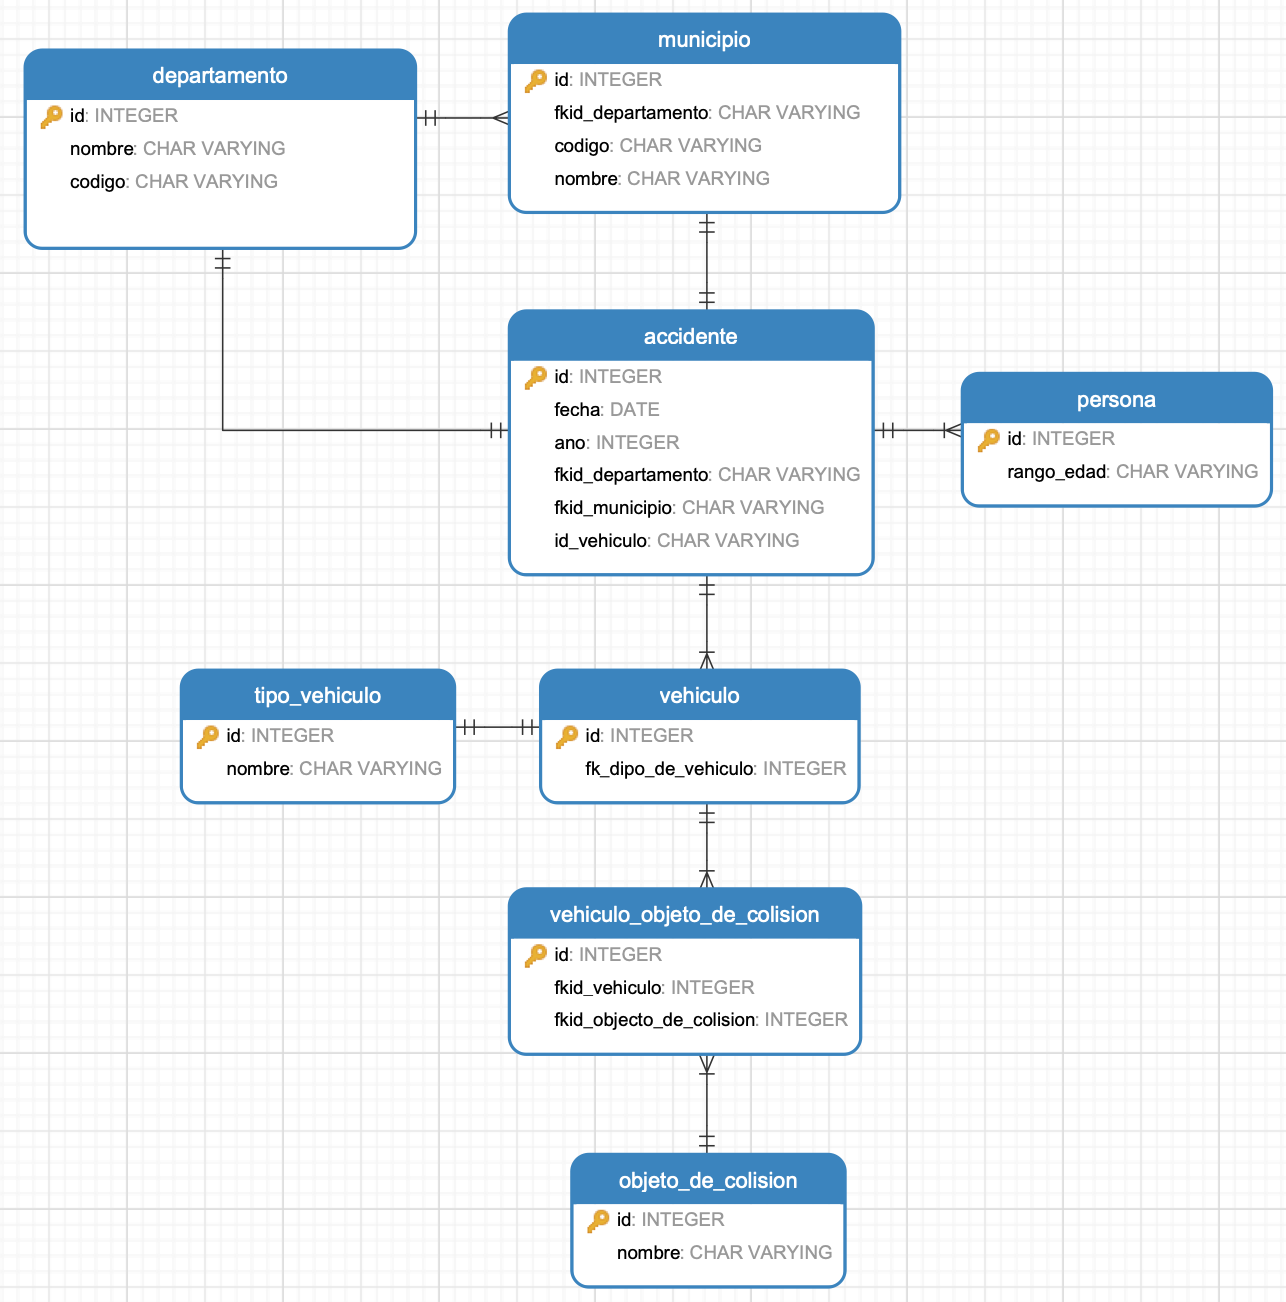 departamento
id: INTEGER
nombre: CHAR VARYING
codigo: CHAR VARYING
municipio
id: INTEGER
fkid_departamento: CHAR VARYING
codigo: CHAR VARYING
nombre: CHAR VARYING
accidente
id: INTEGER
fecha: DATE
ano: INTEGER
fkid_departamento: CHAR VARYING
fkid_municipio: CHAR VARYING
id_vehiculo: CHAR VARYING
persona
id: INTEGER
rango_edad: CHAR VARYING
tipo_vehiculo
id: INTEGER
nombre: CHAR VARYING
vehiculo
id: INTEGER
fk_dipo_de_vehiculo: INTEGER
vehiculo_objeto_de_colision
id: INTEGER
fkid_vehiculo: INTEGER
fkid_objecto_de_colision: INTEGER
objeto_de_colision
id: INTEGER
nombre: CHAR VARYING